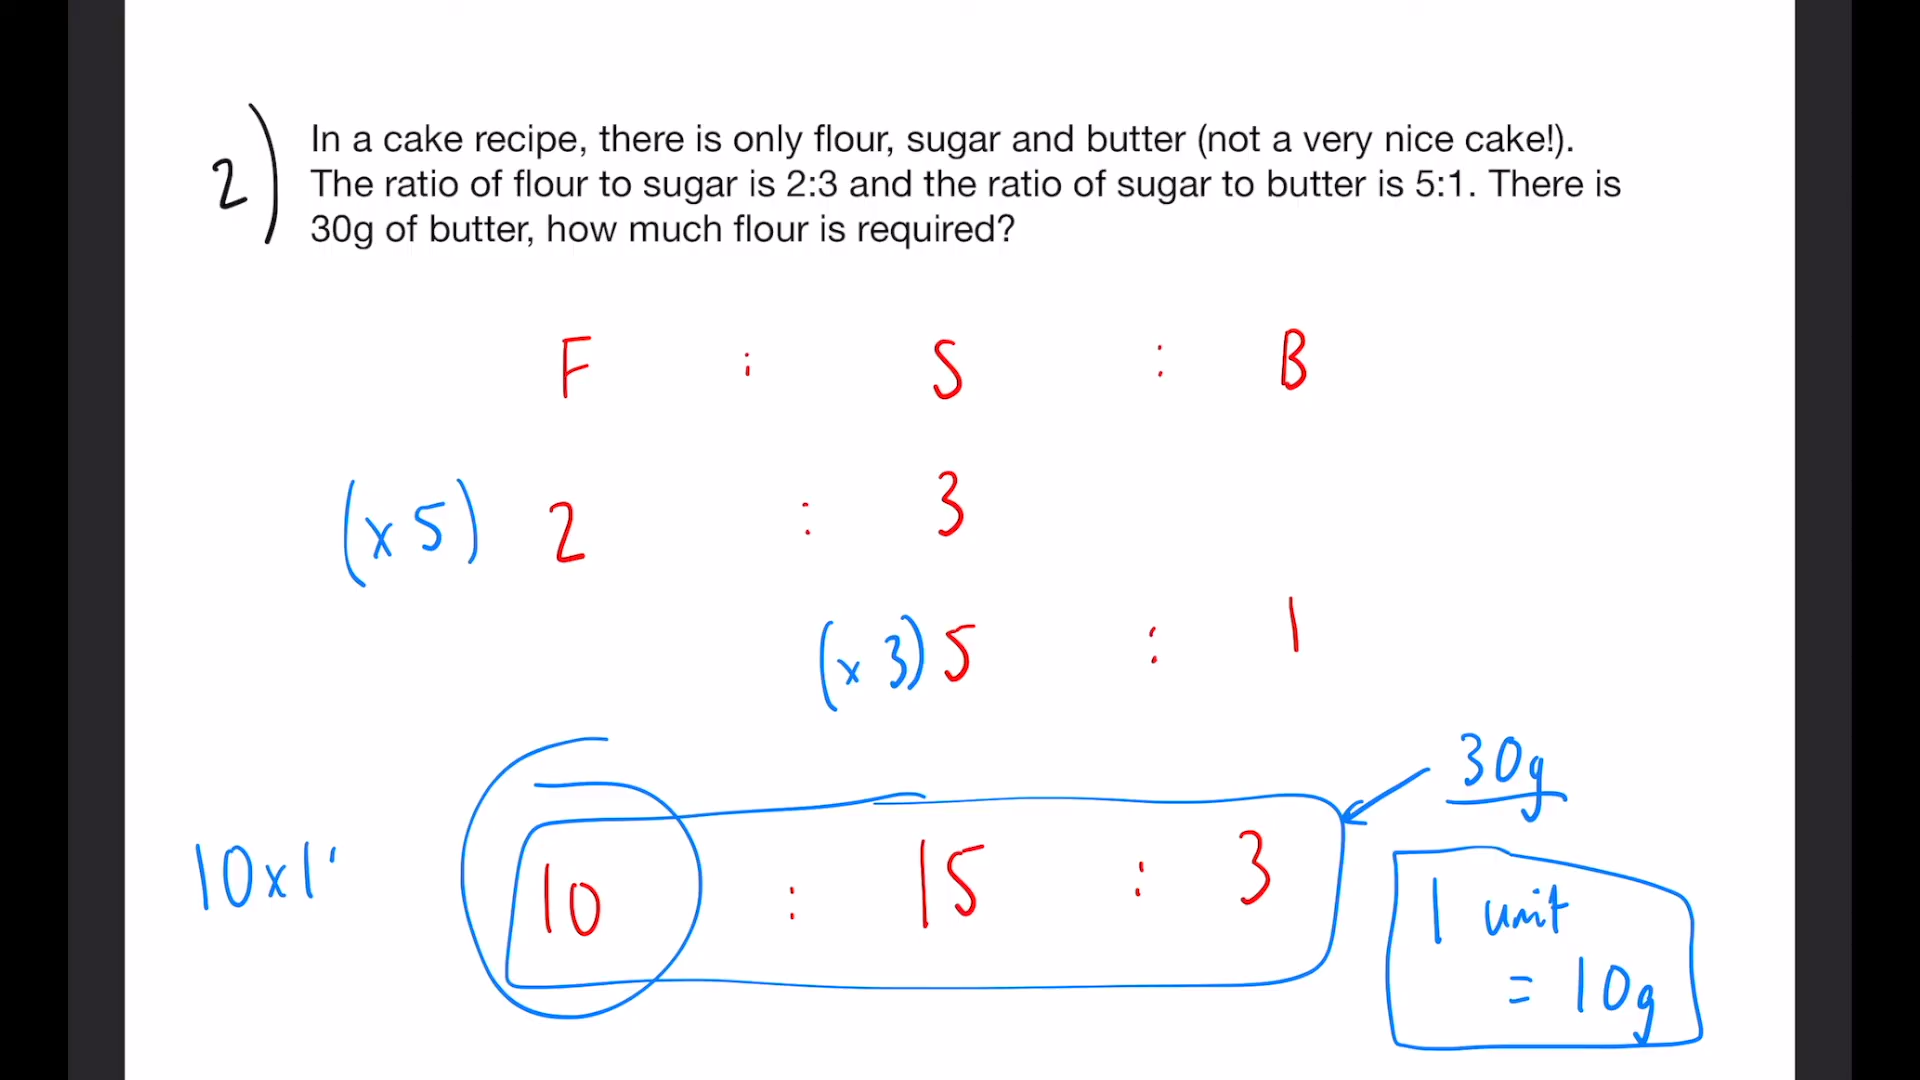 2) In a cake recipe, there is only flour, sugar and butter (not a very nice cake!).
The ratio of flour to sugar is 2:3 and the ratio of sugar to butter is 5:1. There is
30g of butter, how much flour is required?
F : S : B
(x 5) 2 : 3
(x 3) 5 : 1
30g
10x1
10 : 15 : 3
1 unit
= 10g